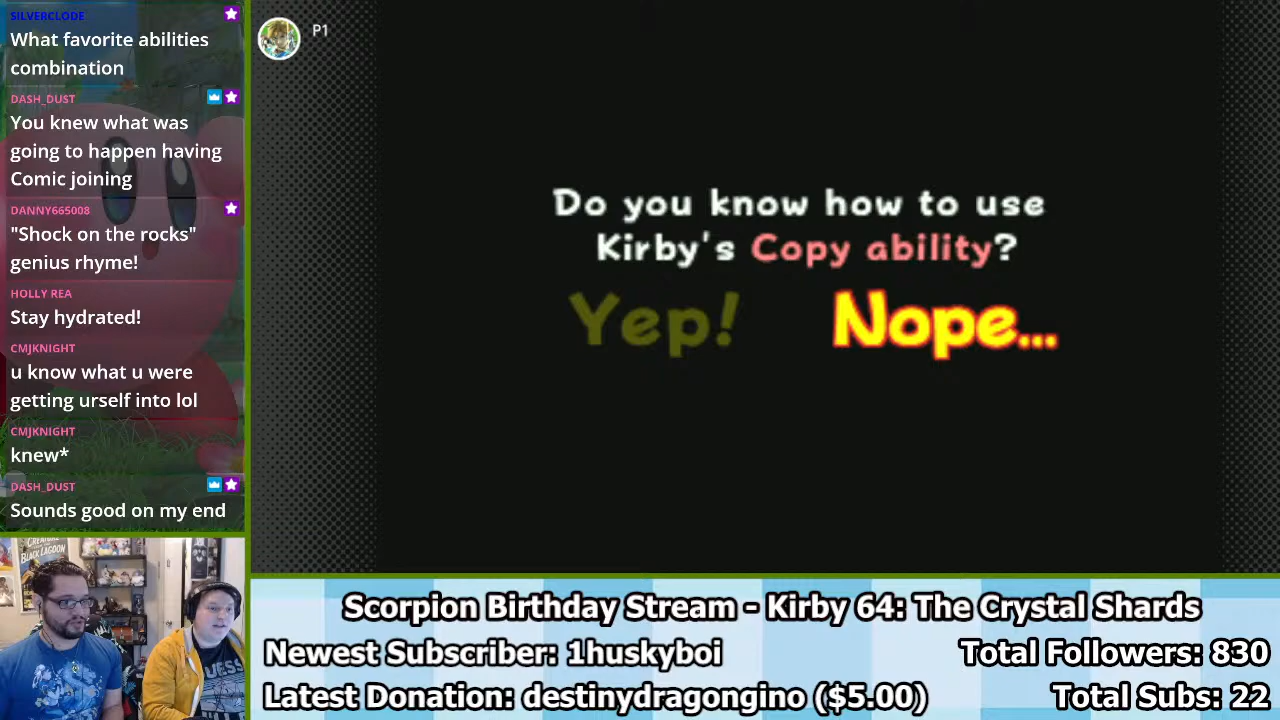 SILVERCLODE
What favorite abilities
combination
DASH_DUST
You knew what was
going to happen having
Comic joining
DANNY665008
"Shock on the rocks"
genius rhyme!
HOLLY REA
Stay hydrated!
CMJKNIGHT
u know what u were
getting urself into lol
CMJKNIGHT
knew*
DASH_DUST
Sounds good on my end
P1
Do you know how to use
Kirby's Copy ability?
Yep! Nope...
CREATURE
BLACK LAGOON
Scorpion Birthday Stream - Kirby 64: The Crystal Shards
Newest Subscriber: 1huskyboi Total Followers: 830
Latest Donation: destinydragongino ($5.00) Total Subs: 22